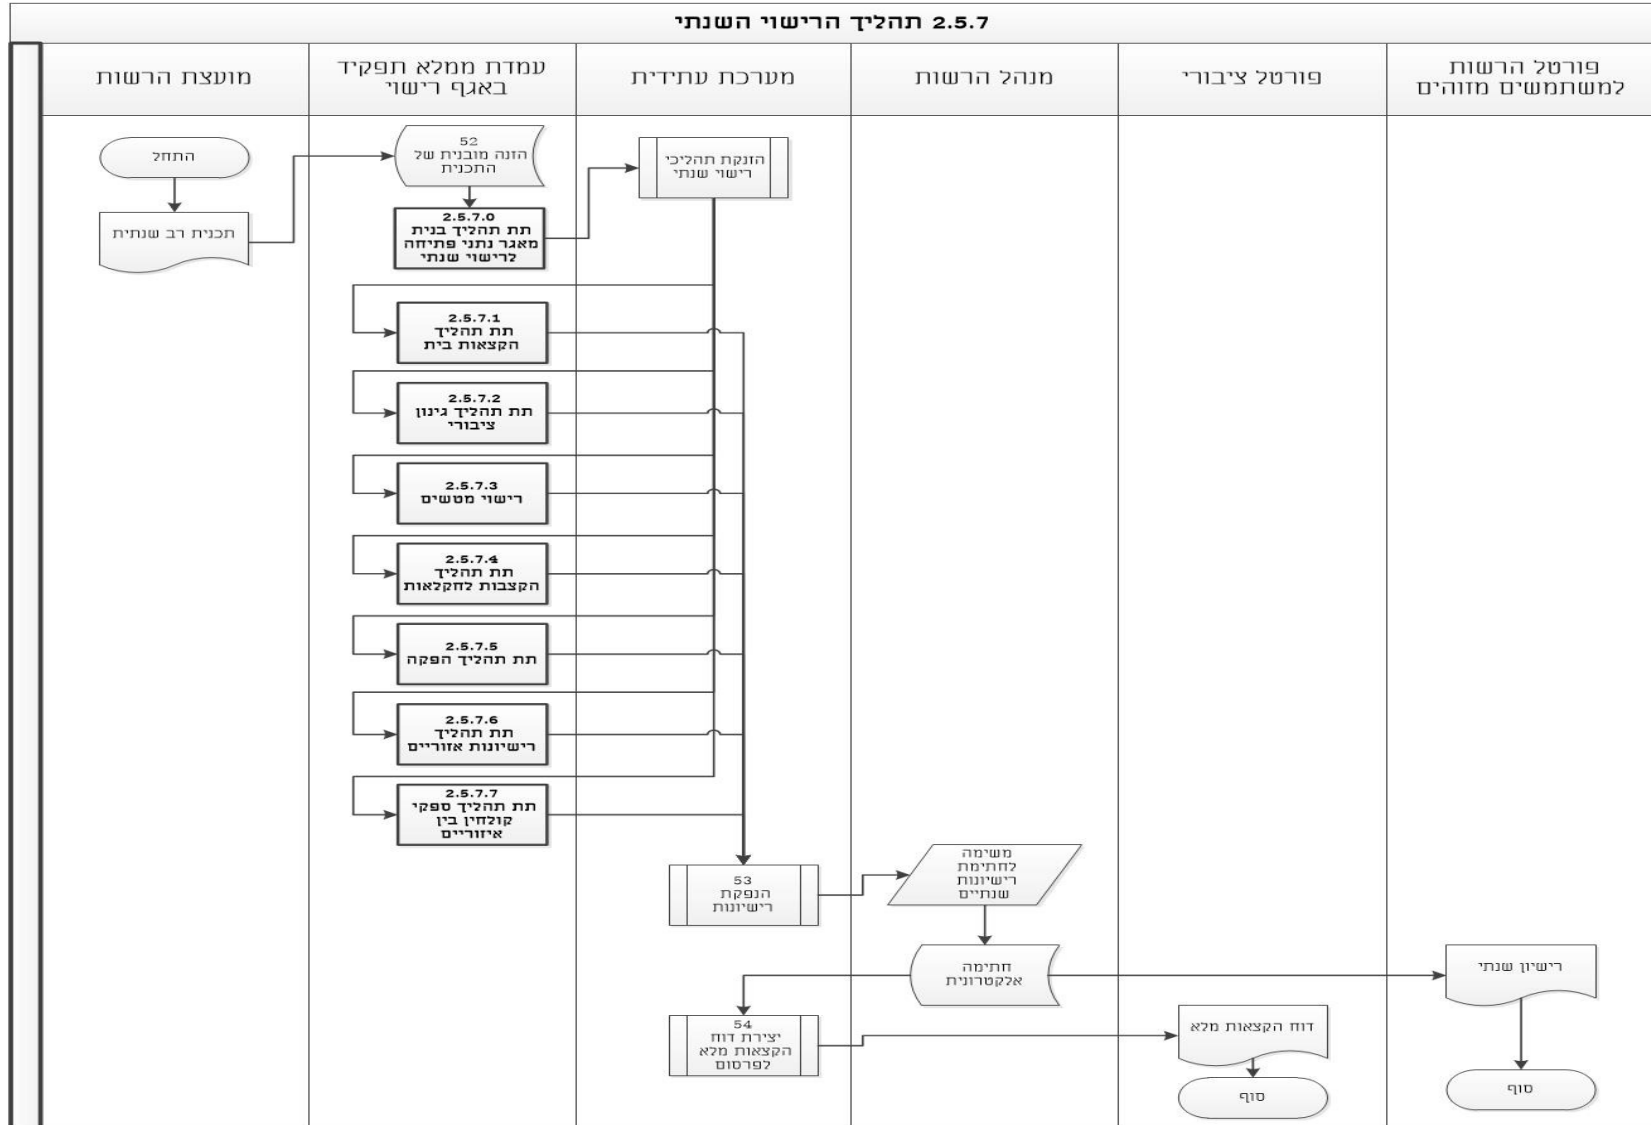 2.5.7 תהליך הרישוי השנתי
פורטל הרשות
למשתמשים מזוהים
פורטל ציבורי
מנהל הרשות
מערכת עתידית
עמדת ממלא תפקיד
באגף רישוי
מועצת הרשות
התחל
תכנית רב שנתית
52
הזנה מובנית של
התכנית
2.5.7.0
תת תהליך בנית
מאגר נתני פתיחה
לרישוי שנתי
הזנקת תהליכי
רישוי שנתי
2.5.7.1
תת תהליך
הקצאות בית
2.5.7.2
תת תהליך גינון
ציבורי
2.5.7.3
רישוי מטשים
2.5.7.4
תת תהליך
הקצבות לחקלאות
2.5.7.5
תת תהליך הפקה
2.5.7.6
תת תהליך
רישיונות אזוריים
2.5.7.7
תת תהליך ספקי
קולחין בין
איזוריים
53
הנפקת
רישיונות
משימה
לחתימת
רישיונות
שנתיים
חתימה
אלקטרונית
רישיון שנתי
סוף
54
יצירת דוח
הקצאות מלא
לפרסום
דוח הקצאות מלא
סוף